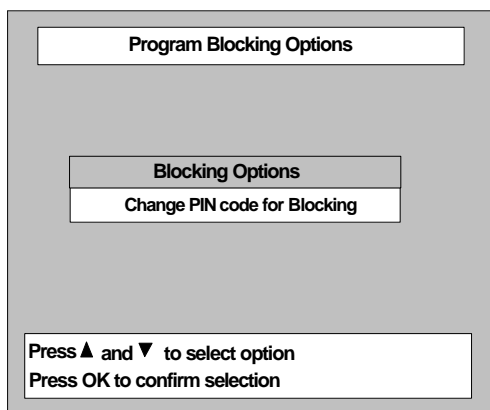 Program Blocking Options
Blocking Options
Change PIN code for Blocking
Press ▲ and ▼ to select option
Press OK to confirm selection